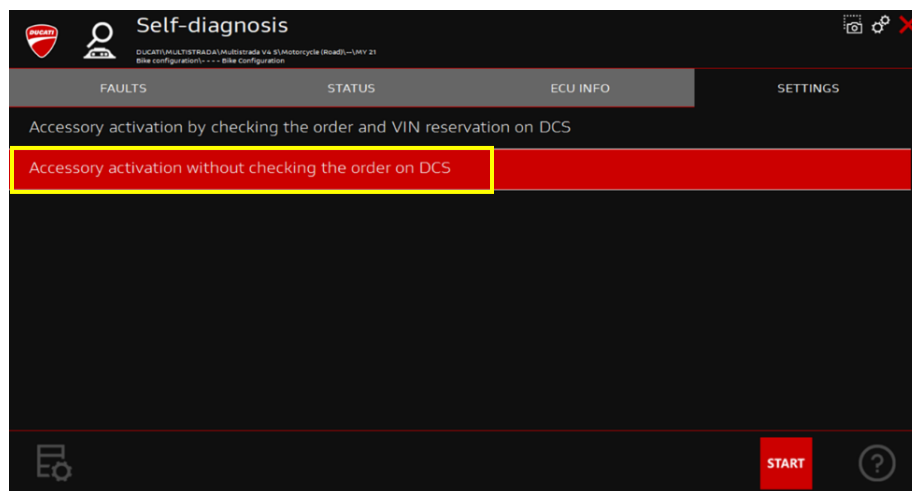 DUCATI
Self-diagnosis
DUCATI\MULTISTRADA\Multistrada V4 S\Motorcycle (Road)\—\MY 21
Bike configuration\- - - - Bike Configuration
FAULTS
STATUS
ECU INFO
SETTINGS
Accessory activation by checking the order and VIN reservation on DCS
Accessory activation without checking the order on DCS
START
?